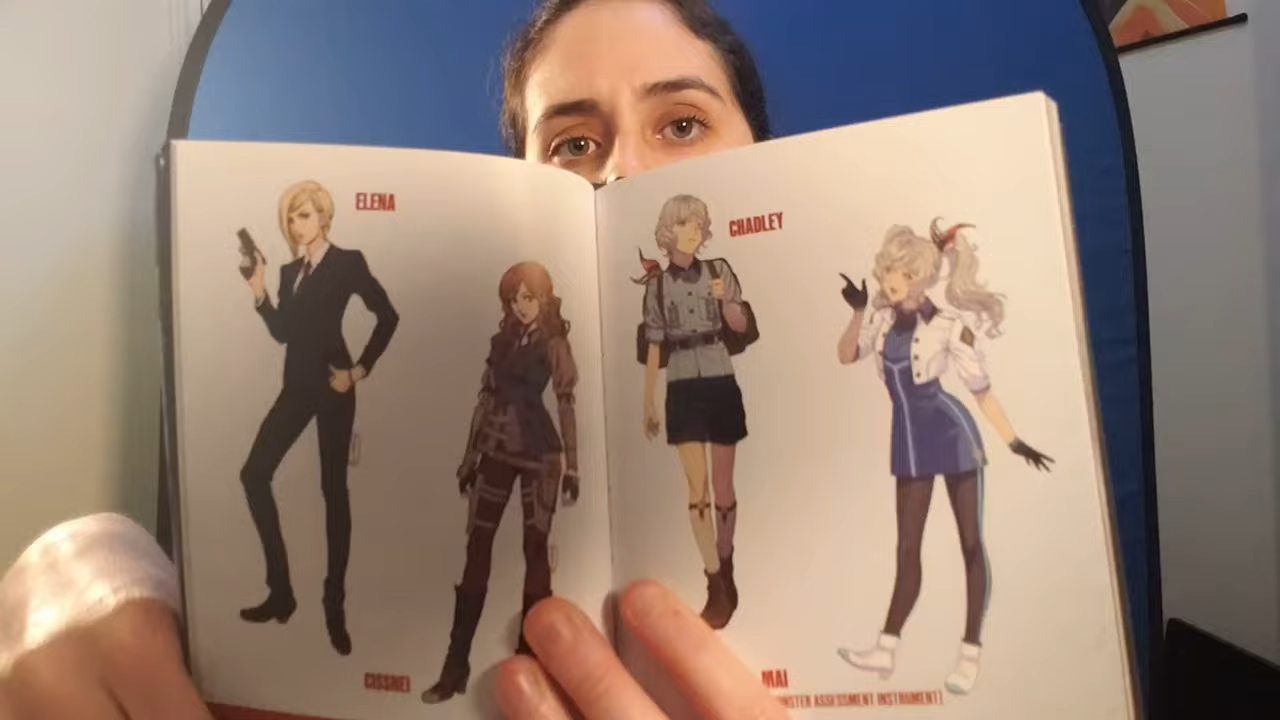 ELENA
CISSNEI
CHADLEY
MAI
ASSESSMENT INSTRUMENT]